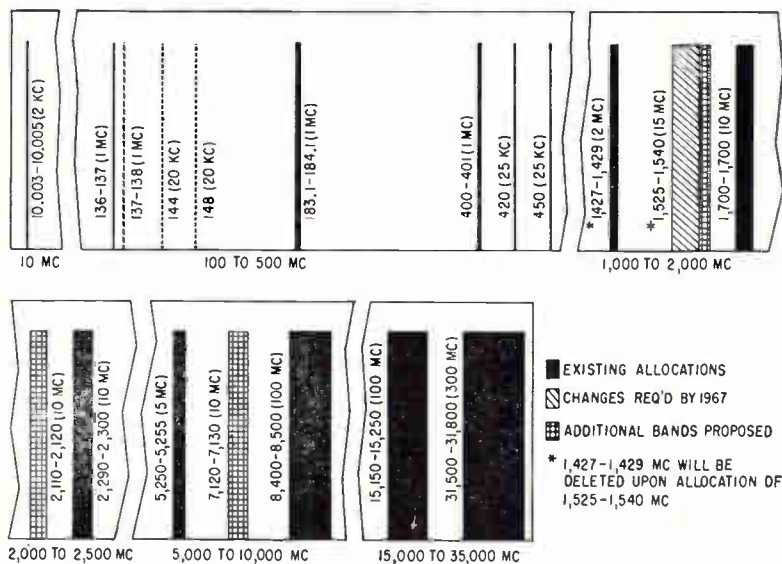 10.003-10.005 (2 KC)
136-137 (1 MC)
137-138 (1 MC)
144 (20 KC)
148 (20 KC)
183.1-184.1 (1 MC)
400-401 (1 MC)
420 (25 KC)
450 (25 KC)
* 1,427-1,429 (2 MC)
* 1,525-1,540 (15 MC)
1,700-1,700 (10 MC)
10 MC
100 TO 500 MC
1,000 TO 2,000 MC
2,110-2,120 (10 MC)
2,290-2,300 (10 MC)
5,250-5,255 (5 MC)
7,120-7,130 (10 MC)
8,400-8,500 (100 MC)
15,150-15,250 (100 MC)
31,500-31,800 (300 MC)
2,000 TO 2,500 MC
5,000 TO 10,000 MC
15,000 TO 35,000 MC
EXISTING ALLOCATIONS
CHANGES REQ'D BY 1967
ADDITIONAL BANDS PROPOSED
* 1,427-1,429 MC WILL BE
DELETED UPON ALLOCATION OF
1,525-1,540 MC